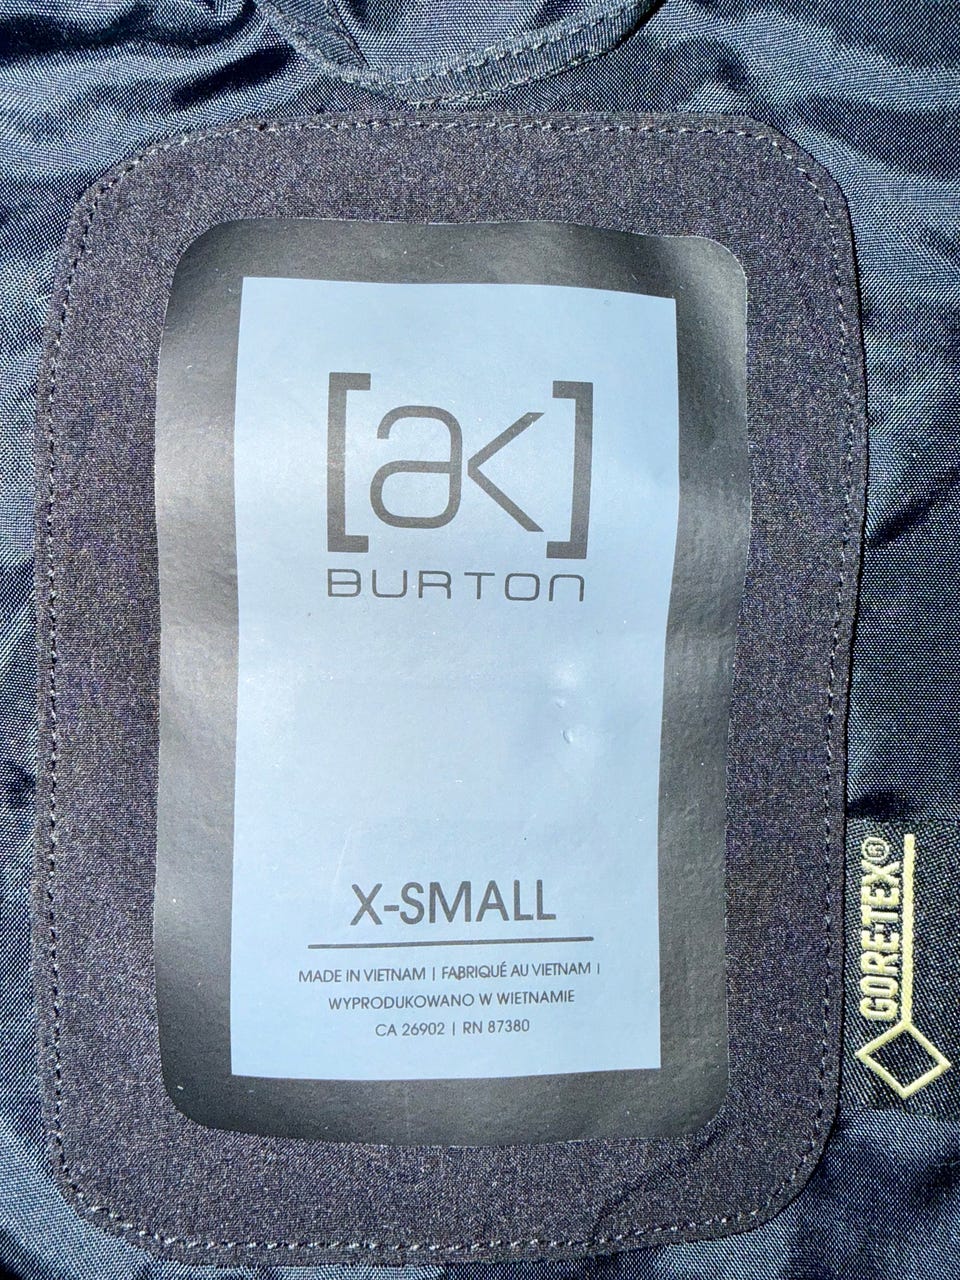 [ak]
BURTON
X-SMALL
MADE IN VIETNAM | FABRIQUÉ AU VIETNAM |
WYPRODUKOWANO W WIETNAMIE
CA 26902 | RN 87380
GORE-TEX®